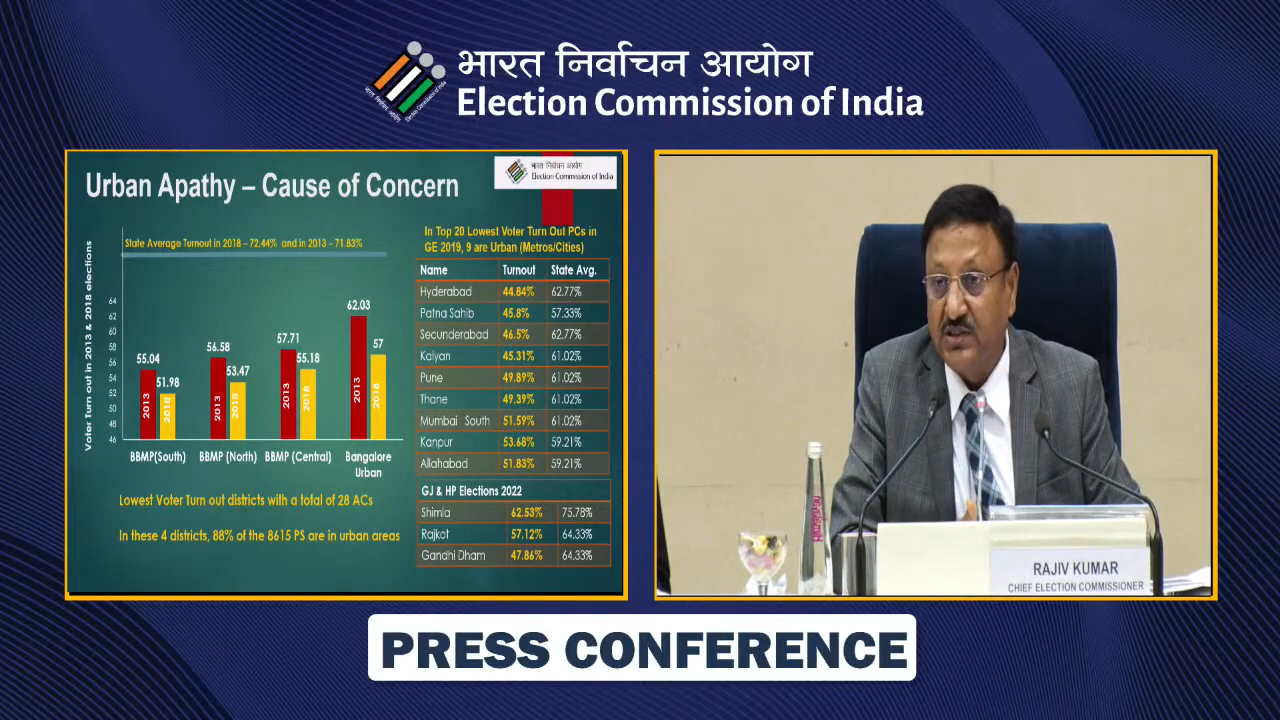 भारत निर्वाचन आयोग
Election Commission of India
Urban Apathy – Cause of Concern
भारत निर्वाचन आयोग
Election Commission of India
Voter Turn out in 2013 & 2018 elections
State Average Turnout in 2018 – 72.44% and in 2013 – 71.83%
64
62
60
58
56
54
52
50
48
46
55.04
51.98
56.58
53.47
57.71
55.18
62.03
57
2013
2018
2013
2018
2013
2018
2013
2018
BBMP(South)
BBMP (North)
BBMP (Central)
Bangalore
Urban
Lowest Voter Turn out districts with a total of 28 ACs
In these 4 districts, 88% of the 8615 PS are in urban areas
In Top 20 Lowest Voter Turn Out PCs in
GE 2019, 9 are Urban (Metros/Cities)
Name Turnout State Avg.
Hyderabad 44.84% 62.77%
Patna Sahib 45.8% 57.33%
Secunderabad 46.5% 62.77%
Kalyan 45.31% 61.02%
Pune 49.89% 61.02%
Thane 49.39% 61.02%
Mumbai South 51.59% 61.02%
Kanpur 53.68% 59.21%
Allahabad 51.83% 59.21%
GJ & HP Elections 2022
Shimla 62.53% 75.78%
Rajkot 57.12% 64.33%
Gandhi Dham 47.86% 64.33%
RAJIV KUMAR
CHIEF ELECTION COMMISSIONER
PRESS CONFERENCE